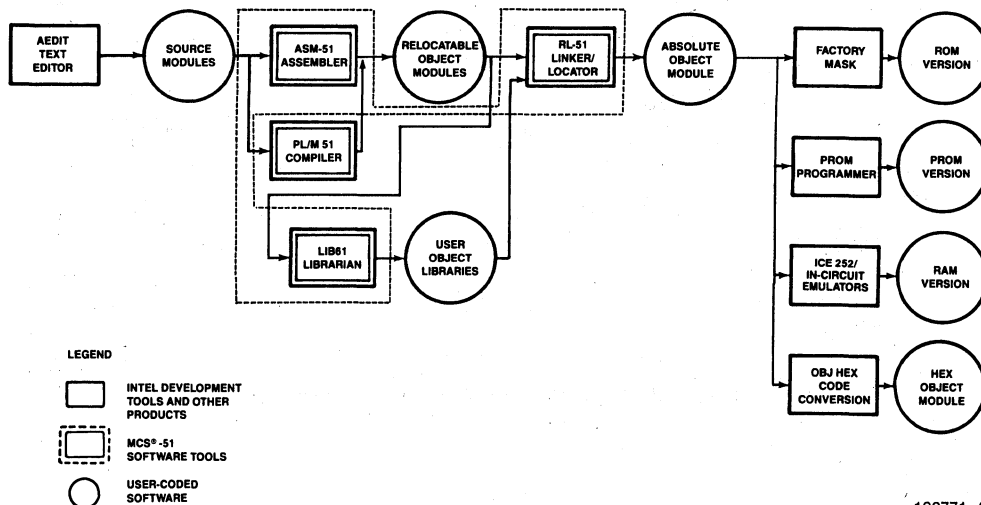 AEDIT
TEXT
EDITOR
SOURCE
MODULES
ASM-51
ASSEMBLER
RELOCATABLE
OBJECT
MODULES
RL-51
LINKER/
LOCATOR
ABSOLUTE
OBJECT
MODULE
FACTORY
MASK
ROM
VERSION
PL/M 51
COMPILER
PROM
PROGRAMMER
PROM
VERSION
LIB61
LIBRARIAN
USER
OBJECT
LIBRARIES
ICE 252/
IN-CIRCUIT
EMULATORS
RAM
VERSION
OBJ HEX
CODE
CONVERSION
HEX
OBJECT
MODULE
LEGEND
INTEL DEVELOPMENT
TOOLS AND OTHER
PRODUCTS
MCS® -51
SOFTWARE TOOLS
USER-CODED
SOFTWARE